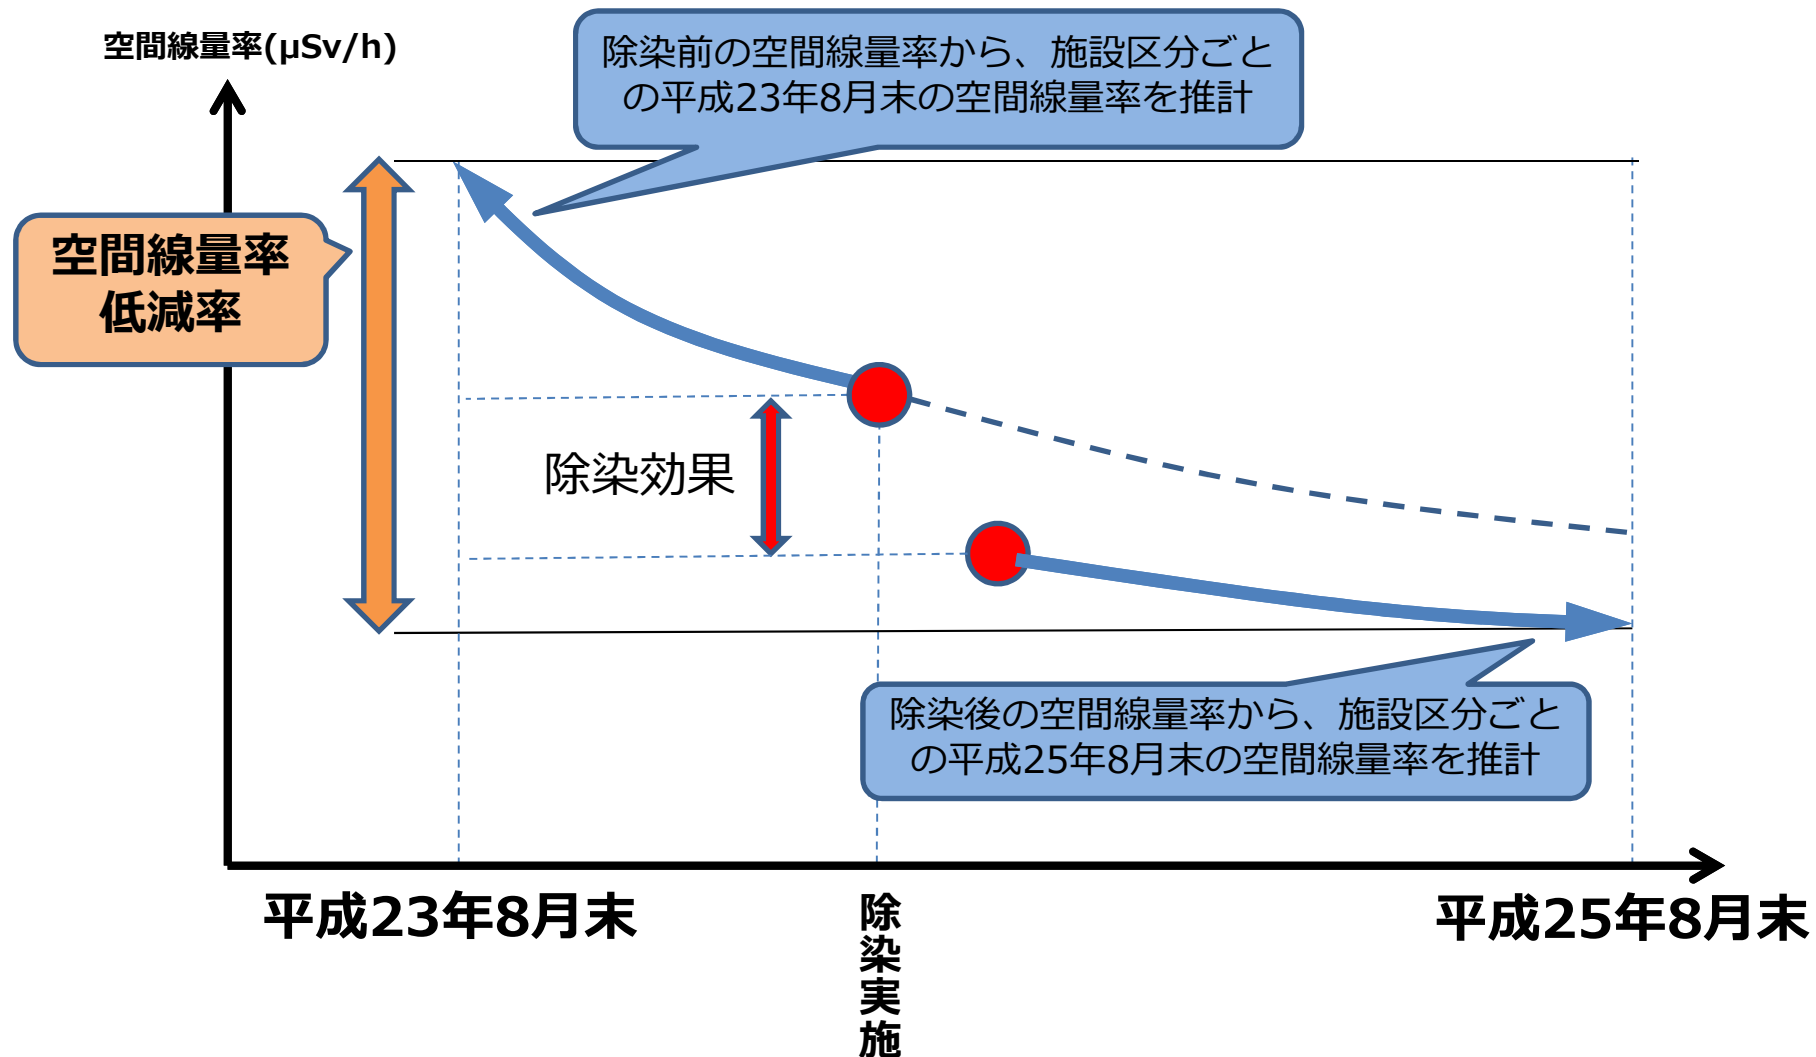 空間線量率(μSv/h)
除染前の空間線量率から、施設区分ごと
の平成23年8月末の空間線量率を推計
空間線量率
低減率
除染効果
除染後の空間線量率から、施設区分ごと
の平成25年8月末の空間線量率を推計
平成23年8月末
除染実施
平成25年8月末